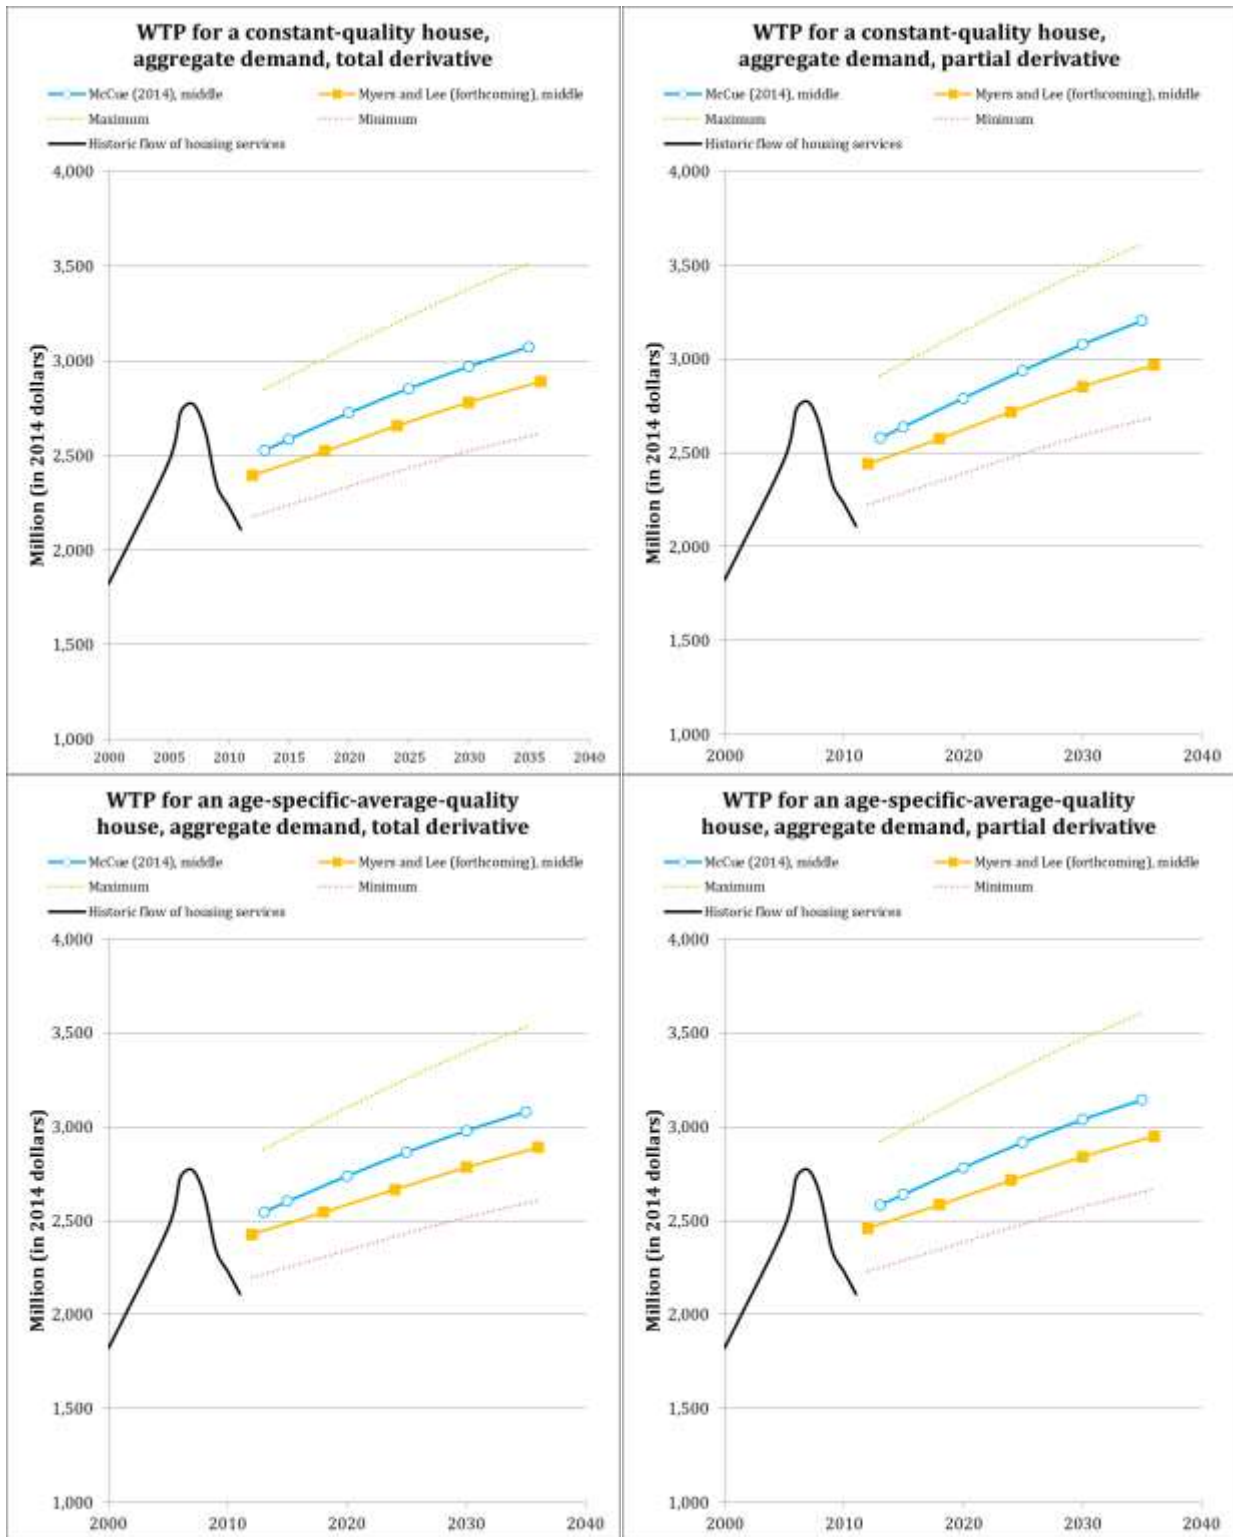 WTP for a constant-quality house,
aggregate demand, total derivative
McCue (2014), middle
Myers and Lee (forthcoming), middle
Maximum
Minimum
Historic flow of housing services
4,000
3,500
3,000
2,500
2,000
1,500
1,000
Million (in 2014 dollars)
2000 2005 2010 2015 2020 2025 2030 2035 2040
WTP for a constant-quality house,
aggregate demand, partial derivative
McCue (2014), middle
Myers and Lee (forthcoming), middle
Maximum
Minimum
Historic flow of housing services
4,000
3,500
3,000
2,500
2,000
1,500
1,000
Million (in 2014 dollars)
2000 2010 2020 2030 2040
WTP for an age-specific-average-quality
house, aggregate demand, total derivative
McCue (2014), middle
Myers and Lee (forthcoming), middle
Maximum
Minimum
Historic flow of housing services
4,000
3,500
3,000
2,500
2,000
1,500
1,000
Million (in 2014 dollars)
2000 2010 2020 2030 2040
WTP for an age-specific-average-quality
house, aggregate demand, partial derivative
McCue (2014), middle
Myers and Lee (forthcoming), middle
Maximum
Minimum
Historic flow of housing services
4,000
3,500
3,000
2,500
2,000
1,500
1,000
Million (in 2014 dollars)
2000 2010 2020 2030 2040